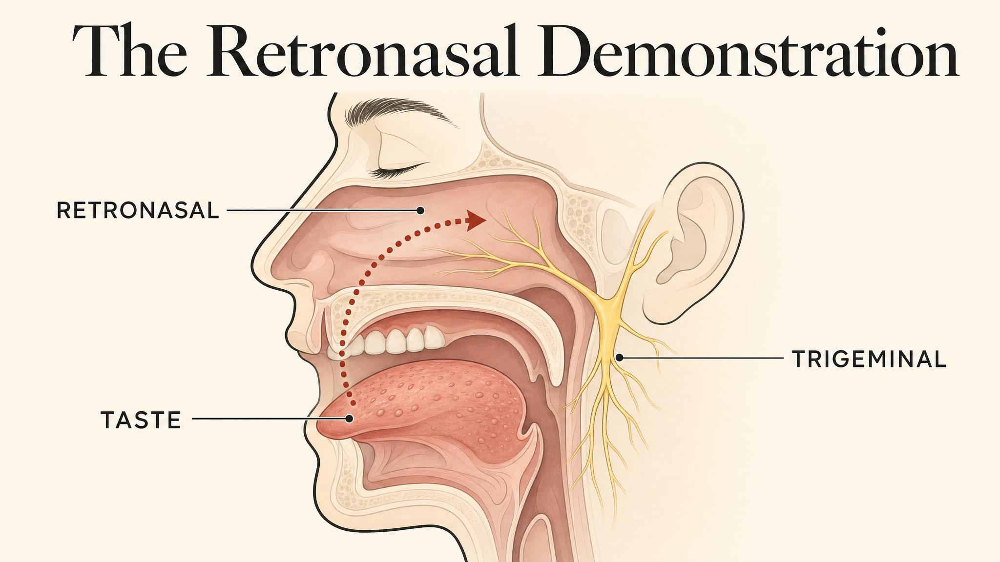 The Retronasal Demonstration
RETRONASAL
TRIGEMINAL
TASTE